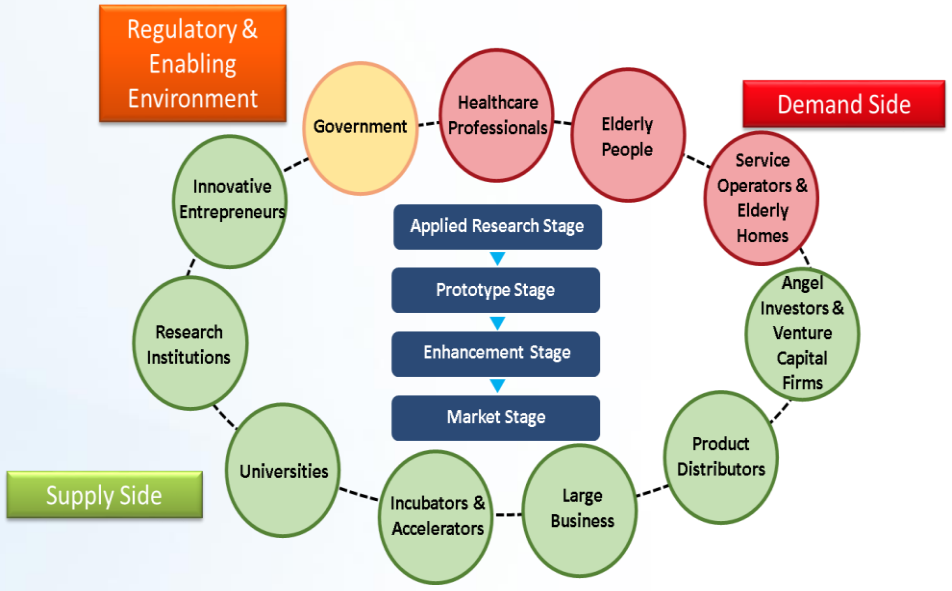 Regulatory &
Enabling
Environment
Government
Healthcare
Professionals
Elderly
People
Demand Side
Service
Operators &
Elderly
Homes
Innovative
Entrepreneurs
Applied Research Stage
Prototype Stage
Enhancement Stage
Market Stage
Angel
Investors &
Venture
Capital
Firms
Research
Institutions
Product
Distributors
Universities
Supply Side
Incubators &
Accelerators
Large
Business